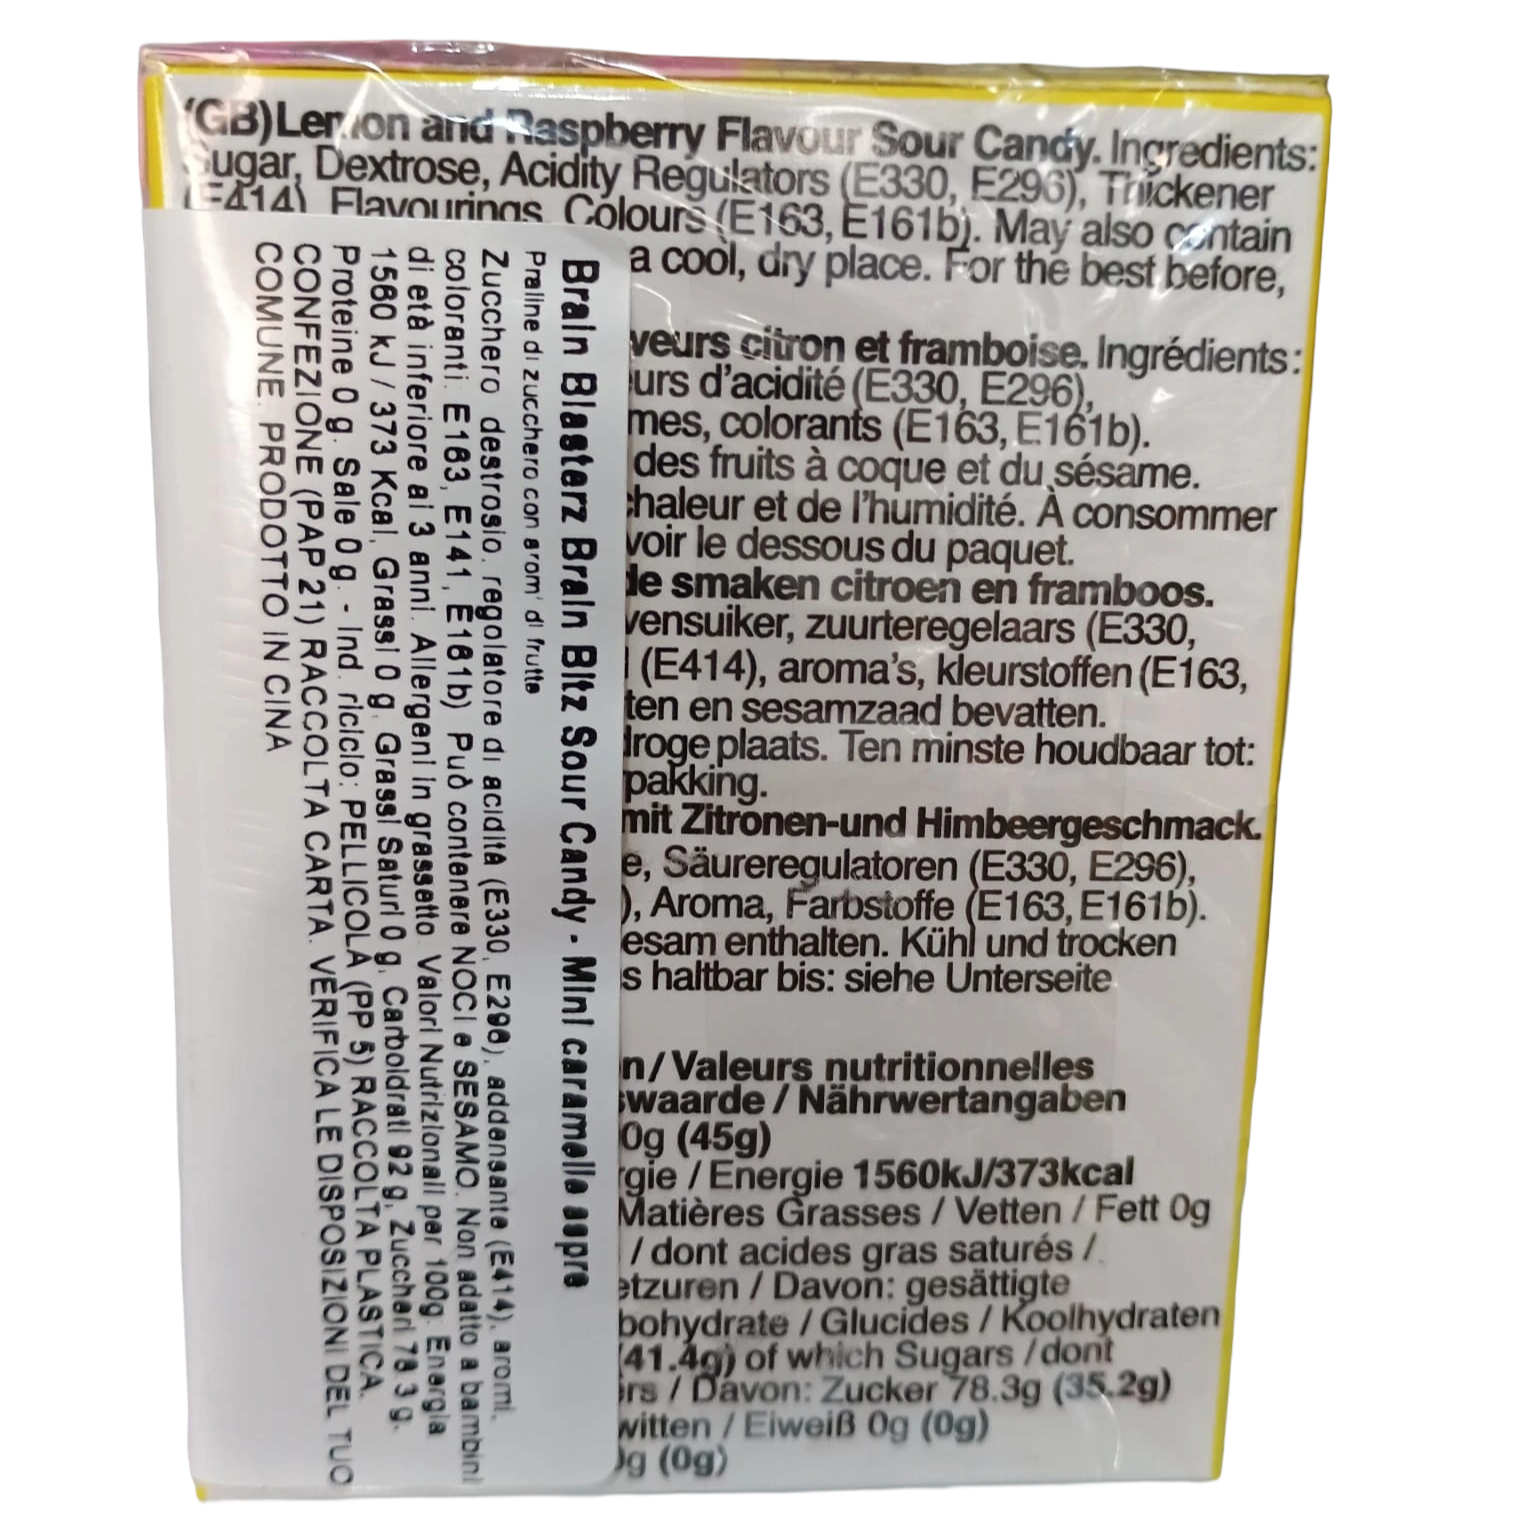 (GB)Lemon and Raspberry Flavour Sour Candy. Ingredients:
Sugar, Dextrose, Acidity Regulators (E330, E296), Thickener
(E414), Flavourings, Colours (E163, E161b). May also contain
a cool, dry place. For the best before,
veurs citron et framboise. Ingrédients:
urs d'acidité (E330, E296),
mes, colorants (E163, E161b).
des fruits à coque et du sésame.
haleur et de l'humidité. À consommer
voir le dessous du paquet.
de smaken citroen en framboos.
vensuiker, zuurteregelaars (E330,
(E414), aroma's, kleurstoffen (E163,
ten en sesamzaad bevatten.
droge plaats. Ten minste houdbaar tot:
pakking.
mit Zitronen-und Himbeergeschmack.
e, Säureregulatoren (E330, E296),
), Aroma, Farbstoffe (E163, E161b).
esam enthalten. Kühl und trocken
s haltbar bis: siehe Unterseite
n / Valeurs nutritionnelles
swaarde / Nährwertangaben
0g (45g)
gie / Energie 1560kJ/373kcal
Matières Grasses / Vetten / Fett 0g
/ dont acides gras saturés /
etzuren / Davon: gesättigte
bohydrate / Glucides / Koolhydraten
(41.4g) of which Sugars / dont
ers / Davon: Zucker 78.3g (35.2g)
witten / Eiweiß 0g (0g)
0g (0g)
Brain Blasterz Brain Bltz Sour Candy - Mini caramelle aspre
Praline di zucchero con aromi di frutta
Zucchero, destrosio, regolatore di acidità (E330, E296), addensante (E414), aromi,
coloranti: E163, E141, E161b) Può contenere NOCI e SESAMO. Non adatto a bambini
di età inferiore ai 3 anni. Allergeni in grassetto. Valori Nutrizionali per 100g. Energia
1560 kJ / 373 Kcal, Grassi 0 g, Grassi Saturi 0 g, Carboidrati 92 g, Zuccheri 78.3 g.
Proteine 0 g. Sale 0 g. - Ind. riciclo: PELLICOLA (PP 5) RACCOLTA PLASTICA.
CONFEZIONE (PAP 21) RACCOLTA CARTA. VERIFICA LE DISPOSIZIONI DEL TUO
COMUNE. PRODOTTO IN CINA